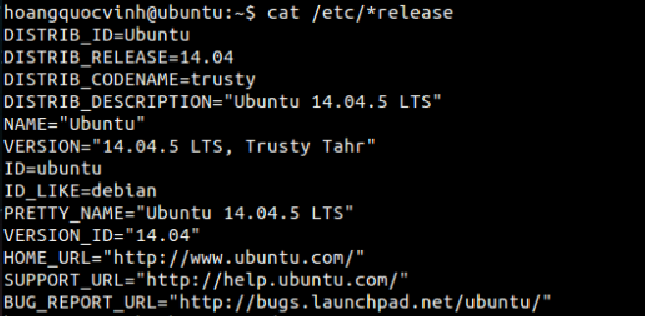 hoangquocvinh@ubuntu:~$ cat /etc/*release
DISTRIB_ID=Ubuntu
DISTRIB_RELEASE=14.04
DISTRIB_CODENAME=trusty
DISTRIB_DESCRIPTION="Ubuntu 14.04.5 LTS"
NAME="Ubuntu"
VERSION="14.04.5 LTS, Trusty Tahr"
ID=ubuntu
ID_LIKE=debian
PRETTY_NAME="Ubuntu 14.04.5 LTS"
VERSION_ID="14.04"
HOME_URL="http://www.ubuntu.com/"
SUPPORT_URL="http://help.ubuntu.com/"
BUG_REPORT_URL="http://bugs.launchpad.net/ubuntu/"